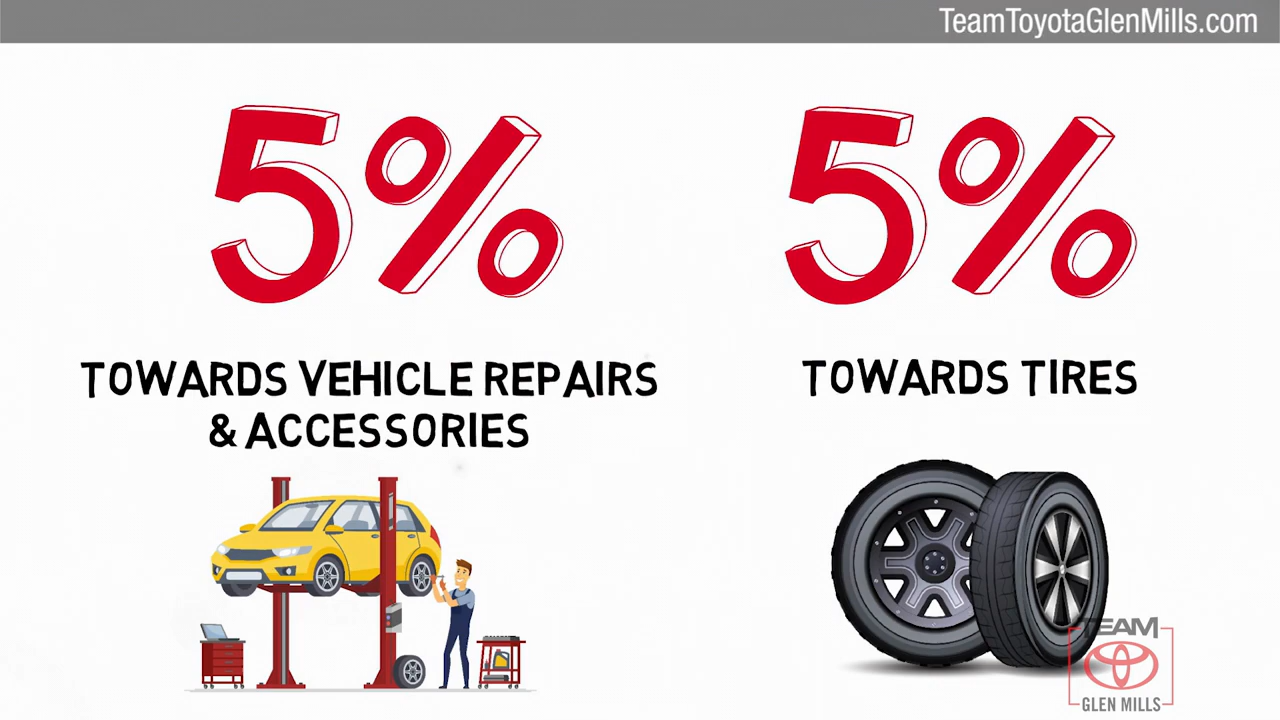 TeamToyotaGlenMills.com
5%
TOWARDS VEHICLE REPAIRS
& ACCESSORIES
5%
TOWARDS TIRES
TEAM
GLEN MILLS